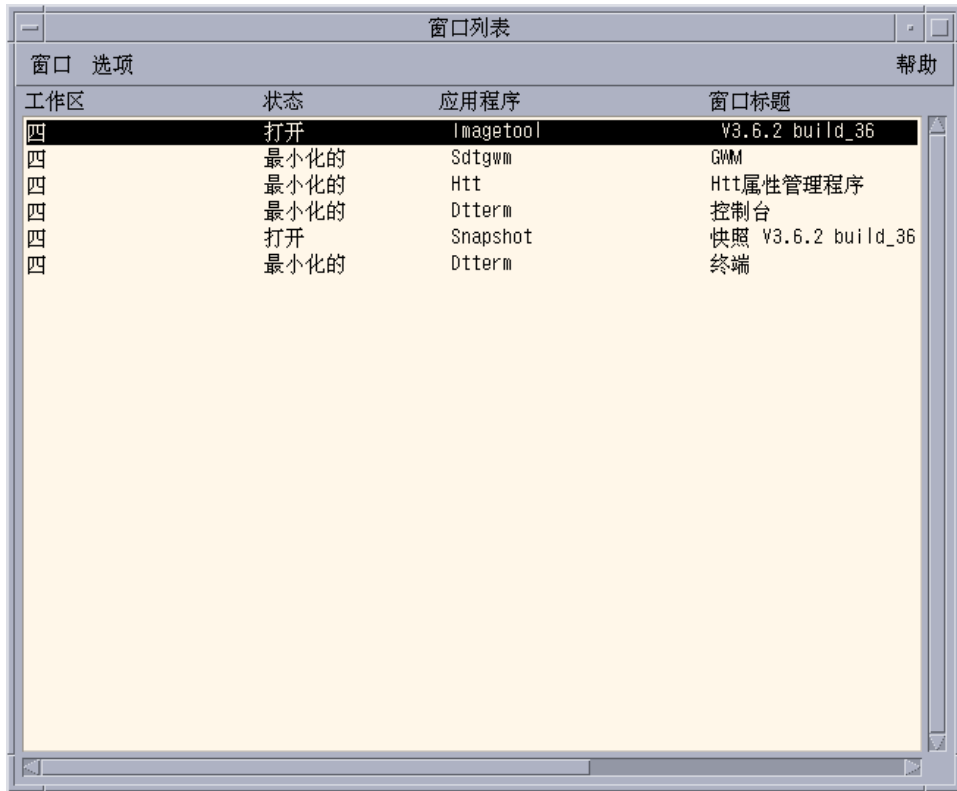 窗口列表
窗口 选项 帮助
工作区 状态 应用程序 窗口标题
四 打开 Imagetool V3.6.2 build_36
四 最小化的 Sdtgwm GWM
四 最小化的 Htt Htt属性管理程序
四 最小化的 Dtterm 控制台
四 打开 Snapshot 快照 V3.6.2 build_36
四 最小化的 Dtterm 终端